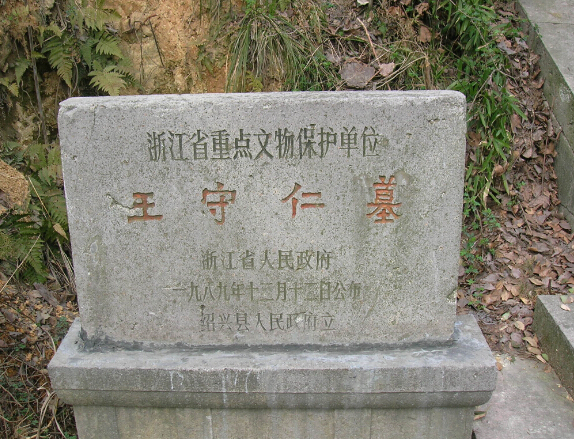 浙江省重点文物保护单位
王守仁墓
浙江省人民政府
一九八九年十二月十二日公布
绍兴县人民政府立